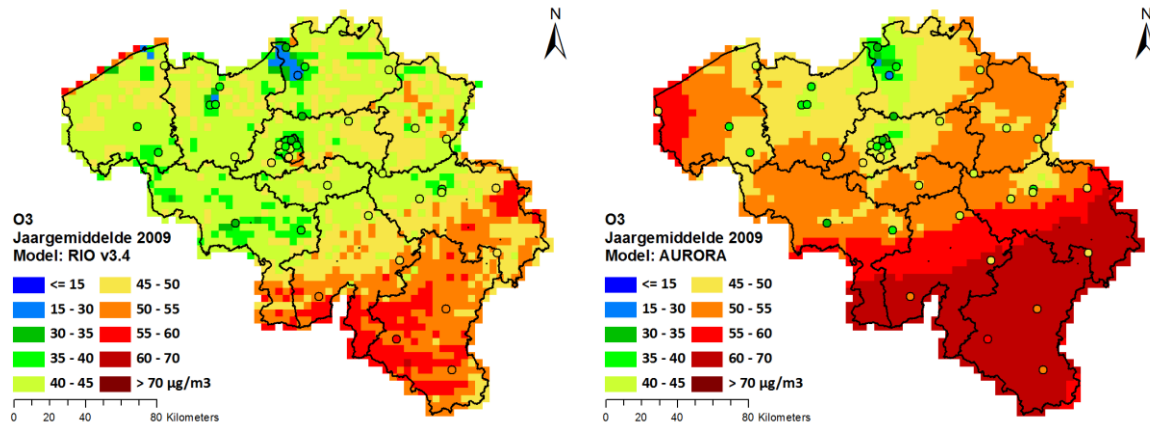 N
O3
Jaargemiddelde 2009
Model: RIO v3.4
<= 15 45 - 50
15 - 30 50 - 55
30 - 35 55 - 60
35 - 40 60 - 70
40 - 45 > 70 µg/m3
0 20 40 80 Kilometers
N
O3
Jaargemiddelde 2009
Model: AURORA
<= 15 45 - 50
15 - 30 50 - 55
30 - 35 55 - 60
35 - 40 60 - 70
40 - 45 > 70 µg/m3
0 20 40 80 Kilometers